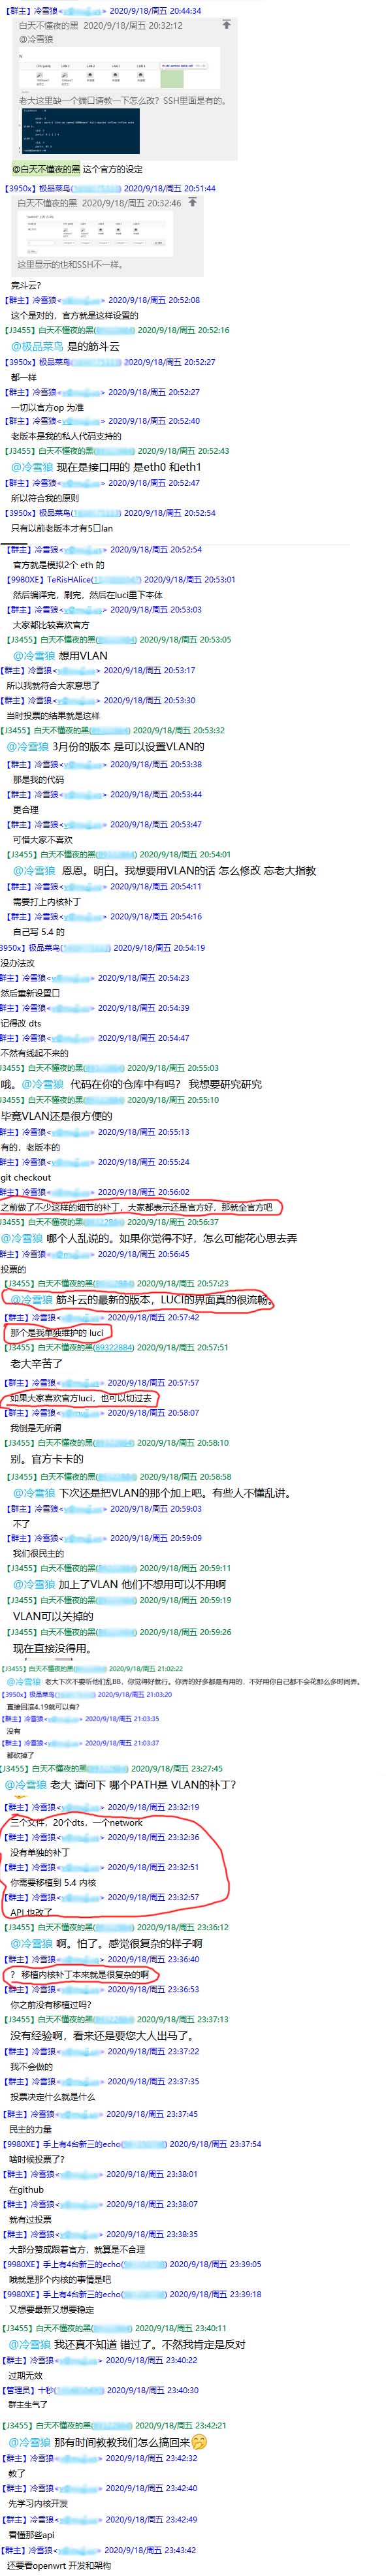 【群主】冷雪狼 2020/9/18/周五 20:44:34
白天不懂夜的黑 2020/9/18/周五 20:32:12
@冷雪狼
老大这里缺一个端口请教一下怎么改？SSH里面是有的。
@白天不懂夜的黑 这个官方的设定
【3950x】极品菜鸟 2020/9/18/周五 20:51:44
白天不懂夜的黑 2020/9/18/周五 20:32:46
这里显示的也和SSH不一样。
竞斗云？
【群主】冷雪狼 2020/9/18/周五 20:52:08
这个是对的，官方就是这样设置的
【J3455】白天不懂夜的黑 2020/9/18/周五 20:52:16
@极品菜鸟 是的筋斗云
【3950x】极品菜鸟 2020/9/18/周五 20:52:27
都一样
【群主】冷雪狼 2020/9/18/周五 20:52:27
一切以官方op 为准
【群主】冷雪狼 2020/9/18/周五 20:52:40
老版本是我的私人代码支持的
【J3455】白天不懂夜的黑 2020/9/18/周五 20:52:43
@冷雪狼 现在是接口用的 是eth0 和eth1
【群主】冷雪狼 2020/9/18/周五 20:52:47
所以符合我的原则
【3950x】极品菜鸟 2020/9/18/周五 20:52:54
只有以前老版本才有5口lan
【群主】冷雪狼 2020/9/18/周五 20:52:54
官方就是模拟2个 eth 的
【9980XE】TeRisHAlice 2020/9/18/周五 20:53:01
然后编译完，刷完，然后在luci里下本体
【群主】冷雪狼 2020/9/18/周五 20:53:03
大家都比较喜欢官方
【J3455】白天不懂夜的黑 2020/9/18/周五 20:53:05
@冷雪狼 想用VLAN
【群主】冷雪狼 2020/9/18/周五 20:53:17
所以我就符合大家意思了
【群主】冷雪狼 2020/9/18/周五 20:53:30
当时投票的结果就是这样
【J3455】白天不懂夜的黑 2020/9/18/周五 20:53:32
@冷雪狼 3月份的版本 是可以设置VLAN的
【群主】冷雪狼 2020/9/18/周五 20:53:38
那是我的代码
【群主】冷雪狼 2020/9/18/周五 20:53:44
更合理
【群主】冷雪狼 2020/9/18/周五 20:53:47
可惜大家不喜欢
【J3455】白天不懂夜的黑 2020/9/18/周五 20:54:01
@冷雪狼 恩恩。明白。我想要用VLAN的话 怎么修改 忘老大指教
【群主】冷雪狼 2020/9/18/周五 20:54:11
需要打上内核补丁
【群主】冷雪狼 2020/9/18/周五 20:54:16
自己写 5.4 的
3950x】极品菜鸟 2020/9/18/周五 20:54:19
没办法改
群主】冷雪狼 2020/9/18/周五 20:54:23
然后重新设置口
群主】冷雪狼 2020/9/18/周五 20:54:39
记得改 dts
群主】冷雪狼 2020/9/18/周五 20:54:47
不然有线起不来的
J3455】白天不懂夜的黑 2020/9/18/周五 20:55:03
哦。@冷雪狼 代码在你的仓库中有吗？ 我想要研究研究
J3455】白天不懂夜的黑 2020/9/18/周五 20:55:10
毕竟VLAN还是很方便的
群主】冷雪狼 2020/9/18/周五 20:55:13
有的，老版本的
群主】冷雪狼 2020/9/18/周五 20:55:24
git checkout
群主】冷雪狼 2020/9/18/周五 20:56:02
之前做了不少这样的细节的补丁，大家都表示还是官方好，那就全官方吧
J3455】白天不懂夜的黑 2020/9/18/周五 20:56:37
@冷雪狼 哪个人乱说的。如果你觉得不好，怎么可能花心思去弄
群主】冷雪狼 2020/9/18/周五 20:56:45
投票的
【J3455】白天不懂夜的黑 2020/9/18/周五 20:57:23
@冷雪狼 筋斗云的最新的版本，LUCI的界面真的很流畅。
【群主】冷雪狼 2020/9/18/周五 20:57:42
那个是我单独维护的 luci
【J3455】白天不懂夜的黑(89322884) 2020/9/18/周五 20:57:51
老大辛苦了
【群主】冷雪狼 2020/9/18/周五 20:57:57
如果大家喜欢官方luci，也可以切过去
【群主】冷雪狼 2020/9/18/周五 20:58:07
我倒是无所谓
【J3455】白天不懂夜的黑 2020/9/18/周五 20:58:10
别。官方卡卡的
【J3455】白天不懂夜的黑 2020/9/18/周五 20:58:58
@冷雪狼 下次还是把VLAN的那个加上吧。有些人不懂乱讲。
【群主】冷雪狼 2020/9/18/周五 20:59:03
不了
【群主】冷雪狼 2020/9/18/周五 20:59:09
我们很民主的
【J3455】白天不懂夜的黑 2020/9/18/周五 20:59:11
@冷雪狼 加上了VLAN 他们不想用可以不用啊
【J3455】白天不懂夜的黑 2020/9/18/周五 20:59:19
VLAN可以关掉的
【J3455】白天不懂夜的黑 2020/9/18/周五 20:59:26
现在直接没得用。
【J3455】白天不懂夜的黑 2020/9/18/周五 21:02:22
@冷雪狼 老大下次不要听他们乱BB，你觉得好就行。你弄的好多都是有用的，不好用你自己都不会花那么多时间弄。
3950x】极品菜鸟 2020/9/18/周五 21:03:20
直接回滚4.19就可以有？
【群主】冷雪狼 2020/9/18/周五 21:03:35
没有
【群主】冷雪狼 2020/9/18/周五 21:03:37
都砍掉了
【J3455】白天不懂夜的黑 2020/9/18/周五 23:27:45
@冷雪狼 老大 请问下 哪个PATH是 VLAN的补丁？
【群主】冷雪狼 2020/9/18/周五 23:32:19
三个文件，20个dts，一个network
【群主】冷雪狼 2020/9/18/周五 23:32:36
没有单独的补丁
【群主】冷雪狼 2020/9/18/周五 23:32:51
你需要移植到 5.4 内核
【群主】冷雪狼 2020/9/18/周五 23:32:57
API 也改了
【J3455】白天不懂夜的黑 2020/9/18/周五 23:36:12
@冷雪狼 啊。怕了。感觉很复杂的样子啊
【群主】冷雪狼 2020/9/18/周五 23:36:40
？ 移植内核补丁本来就是很复杂的啊
【群主】冷雪狼 2020/9/18/周五 23:36:53
你之前没有移植过吗？
【J3455】白天不懂夜的黑 2020/9/18/周五 23:37:13
没有经验啊，看来还是要您大人出马了。
【群主】冷雪狼 2020/9/18/周五 23:37:22
我不会做的
【群主】冷雪狼 2020/9/18/周五 23:37:35
投票决定什么就是什么
【群主】冷雪狼 2020/9/18/周五 23:37:45
民主的力量
【9980XE】手上有4台新三的echo 2020/9/18/周五 23:37:54
啥时候投票了？
【群主】冷雪狼 2020/9/18/周五 23:38:01
在github
【群主】冷雪狼 2020/9/18/周五 23:38:07
就有过投票
【群主】冷雪狼 2020/9/18/周五 23:38:35
大部分赞成跟着官方，就算是不合理
【9980XE】手上有4台新三的echo 2020/9/18/周五 23:39:05
哦就是那个内核的事情是吧
【9980XE】手上有4台新三的echo 2020/9/18/周五 23:39:18
又想要最新又想要稳定
【J3455】白天不懂夜的黑 2020/9/18/周五 23:40:11
@冷雪狼 我还真不知道 错过了。不然我肯定是反对
【群主】冷雪狼 2020/9/18/周五 23:40:22
过期无效
【管理员】十秒 2020/9/18/周五 23:40:30
群主生气了
【J3455】白天不懂夜的黑 2020/9/18/周五 23:42:21
@冷雪狼 那有时间教教我们怎么搞回来
【群主】冷雪狼 2020/9/18/周五 23:42:32
教了
【群主】冷雪狼 2020/9/18/周五 23:42:40
先学习内核开发
【群主】冷雪狼 2020/9/18/周五 23:42:49
看懂那些api
【群主】冷雪狼 2020/9/18/周五 23:43:42
还要看openwrt 开发和架构